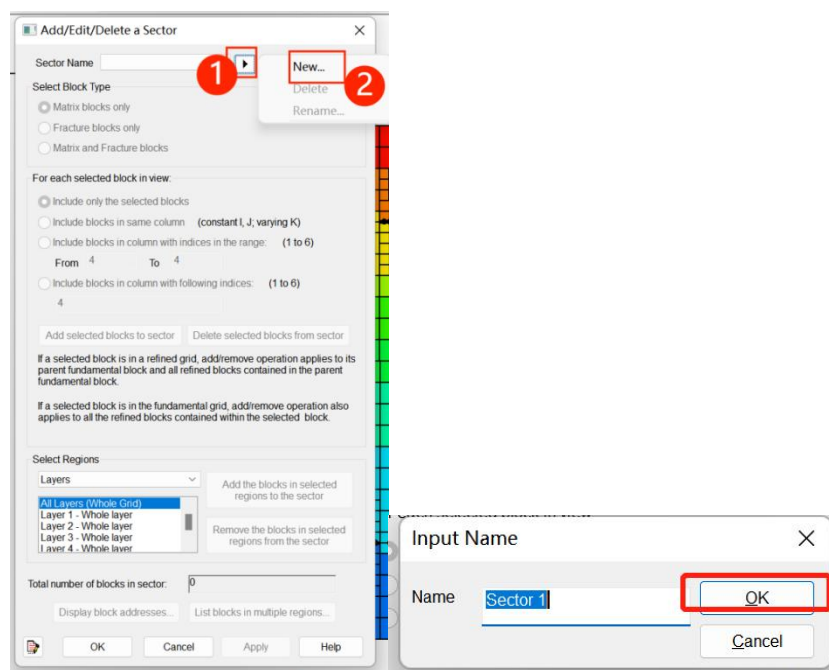 Add/Edit/Delete a Sector
Sector Name
1
New...
2
Delete
Rename...
Select Block Type
Matrix blocks only
Fracture blocks only
Matrix and Fracture blocks
For each selected block in view:
Include only the selected blocks
Include blocks in same column (constant I, J; varying K)
Include blocks in column with indices in the range: (1 to 6)
From 4 To 4
Include blocks in column with following indices: (1 to 6)
4
Add selected blocks to sector Delete selected blocks from sector
If a selected block is in a refined grid, add/remove operation applies to its
parent fundamental block and all refined blocks contained in the parent
fundamental block.
If a selected block is in the fundamental grid, add/remove operation also
applies to all the refined blocks contained within the selected block.
Select Regions
Layers
Add the blocks in selected
regions to the sector
All Layers (Whole Grid)
Layer 1 - Whole layer
Layer 2 - Whole layer
Layer 3 - Whole layer
Layer 4 - Whole layer
Remove the blocks in selected
regions from the sector
Total number of blocks in sector: 0
Display block addresses... List blocks in multiple regions...
OK Cancel Apply Help
Input Name
Name Sector 1 OK
Cancel